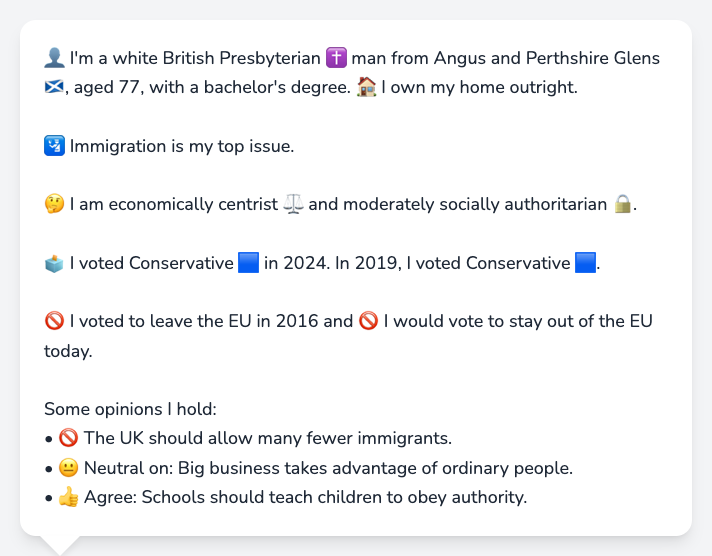 👤 I'm a white British Presbyterian ✝️ man from Angus and Perthshire Glens
🏴󠁧󠁢󠁳󠁣󠁴󠁿, aged 77, with a bachelor's degree. 🏠 I own my home outright.
🛂 Immigration is my top issue.
🤔 I am economically centrist ⚖️ and moderately socially authoritarian 🔒.
🗳️ I voted Conservative 🟦 in 2024. In 2019, I voted Conservative 🟦.
🚫 I voted to leave the EU in 2016 and 🚫 I would vote to stay out of the EU
today.
Some opinions I hold:
• 🚫 The UK should allow many fewer immigrants.
• 😐 Neutral on: Big business takes advantage of ordinary people.
• 👍 Agree: Schools should teach children to obey authority.